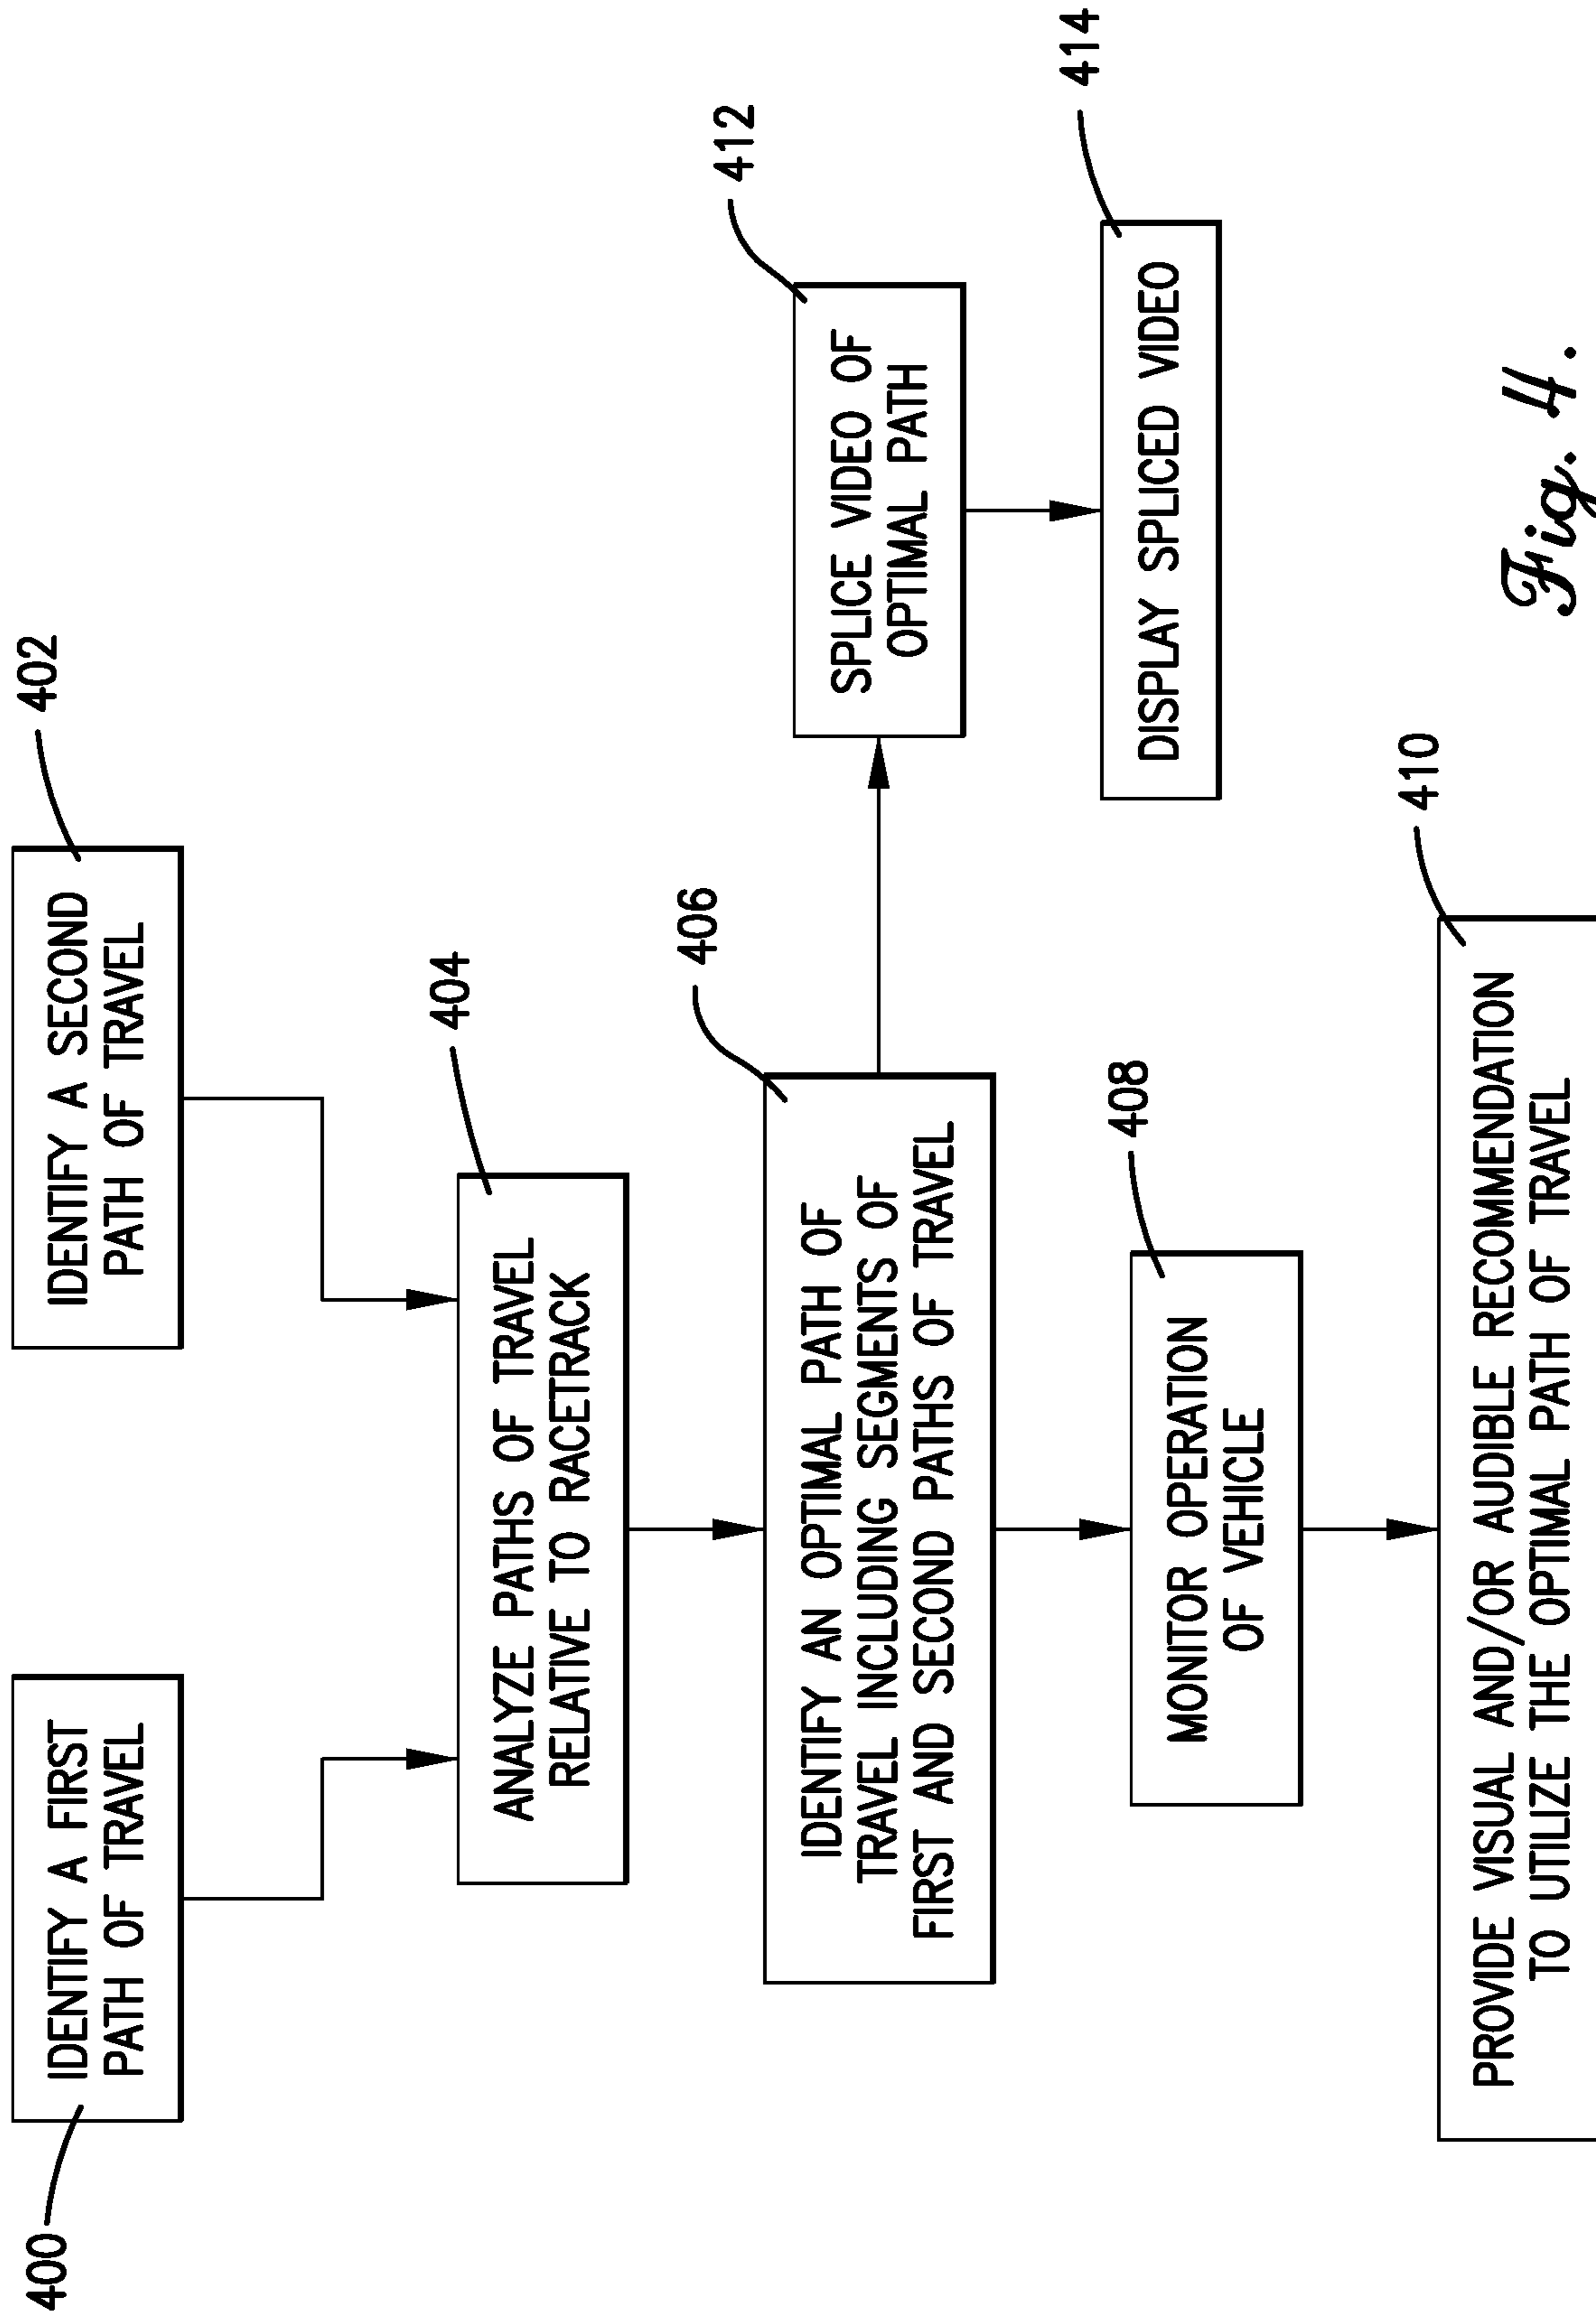 400
IDENTIFY A FIRST
PATH OF TRAVEL
402
IDENTIFY A SECOND
PATH OF TRAVEL
404
ANALYZE PATHS OF TRAVEL
RELATIVE TO RACETRACK
406
IDENTIFY AN OPTIMAL PATH OF
TRAVEL INCLUDING SEGMENTS OF
FIRST AND SECOND PATHS OF TRAVEL
412
SPLICE VIDEO OF
OPTIMAL PATH
408
MONITOR OPERATION
OF VEHICLE
414
DISPLAY SPLICED VIDEO
410
PROVIDE VISUAL AND/OR AUDIBLE RECOMMENDATION
TO UTILIZE THE OPTIMAL PATH OF TRAVEL
Fig. 4.